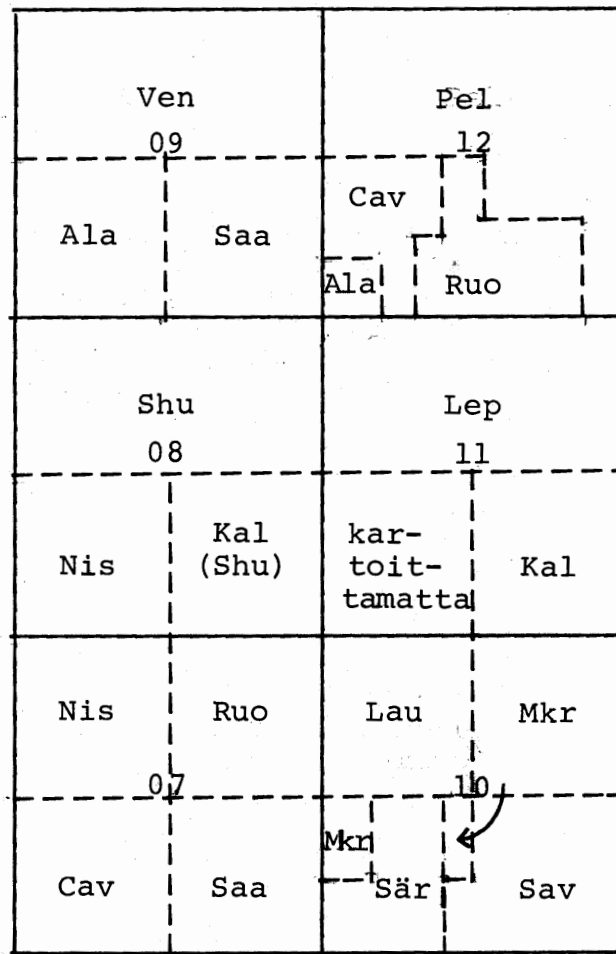 Ven Pel
09 12
Cav
Ala Saa
Ala Ruo
Shu Lep
08 11
Kal kar-
Nis (Shu) toit- Kal
tamatta
Nis Ruo Lau Mkr
07 10
Mkr
Cav Saa Sär Sav